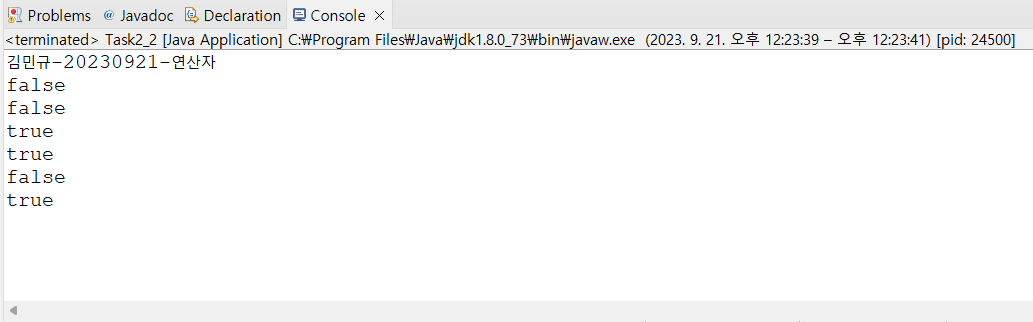 Problems @ Javadoc Declaration Console
<terminated> Task2_2 [Java Application] C:₩Program Files₩Java₩jdk1.8.0_73₩bin₩javaw.exe (2023. 9. 21. 오후 12:23:39 – 오후 12:23:41) [pid: 24500]
김민규-20230921-연산자
false
false
true
true
false
true